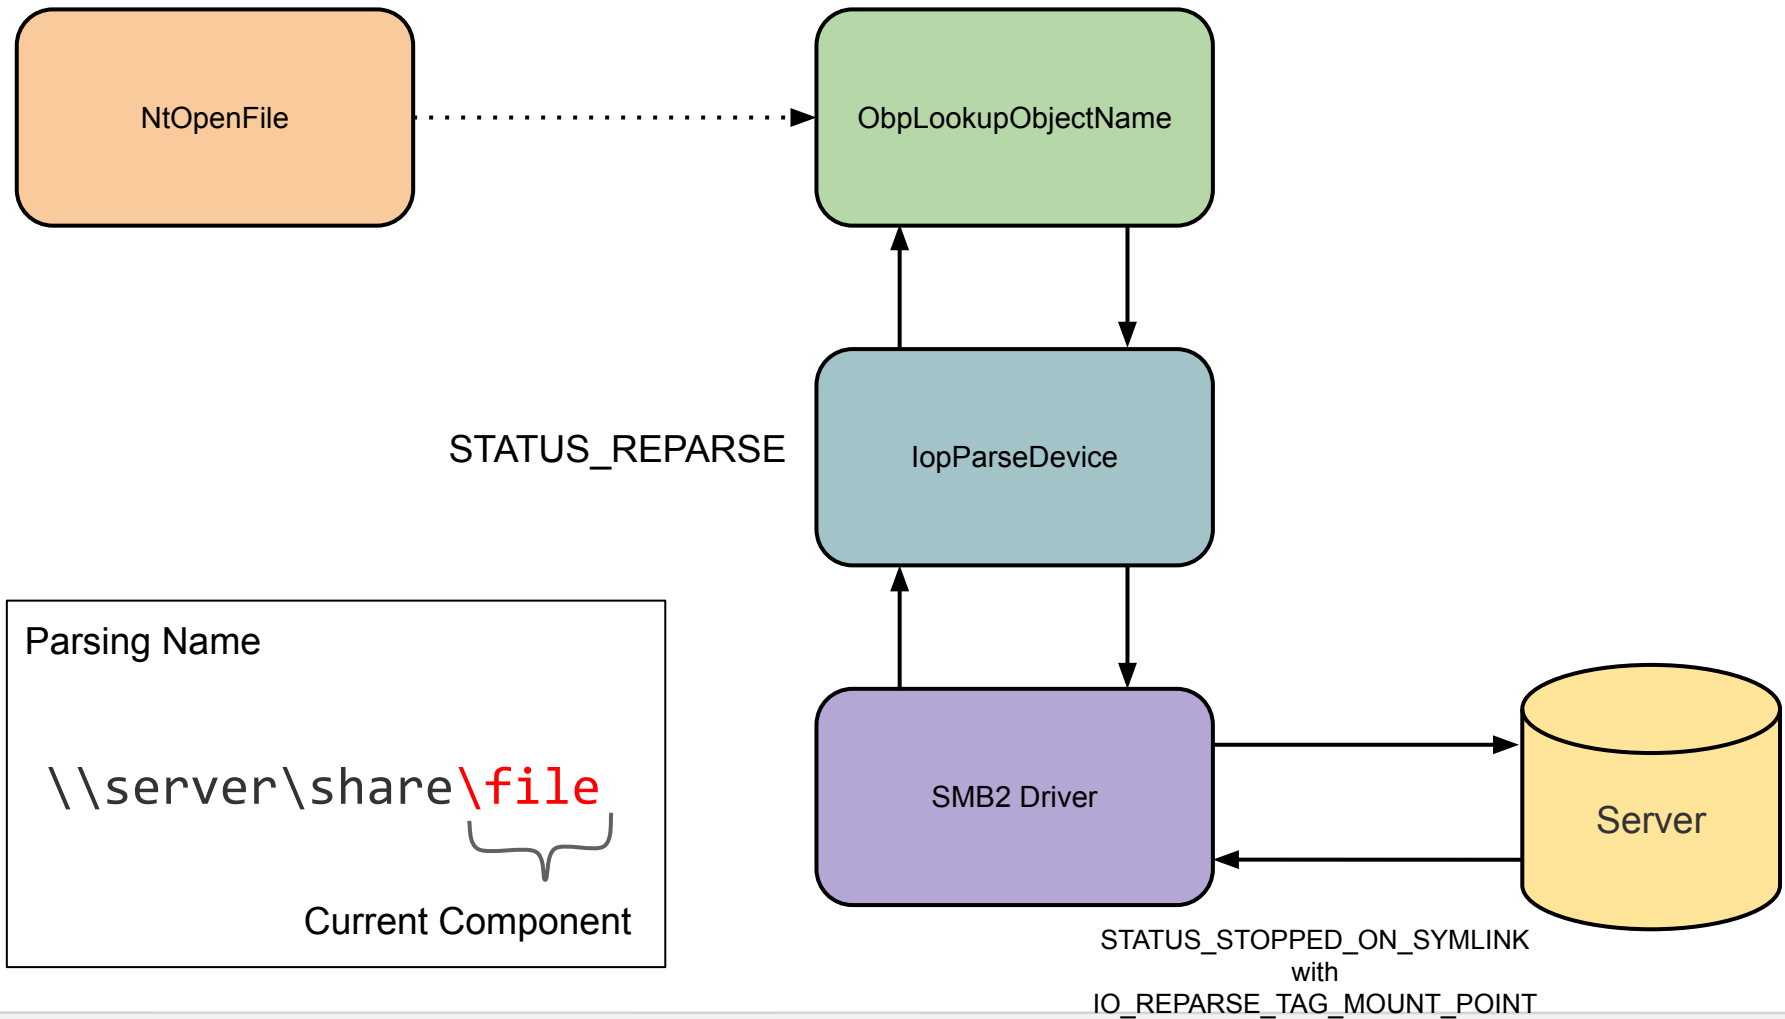 NtOpenFile
ObpLookupObjectName
STATUS_REPARSE
IopParseDevice
Parsing Name
\\server\share\file
Current Component
SMB2 Driver
Server
STATUS_STOPPED_ON_SYMLINK
with
IO_REPARSE_TAG_MOUNT_POINT